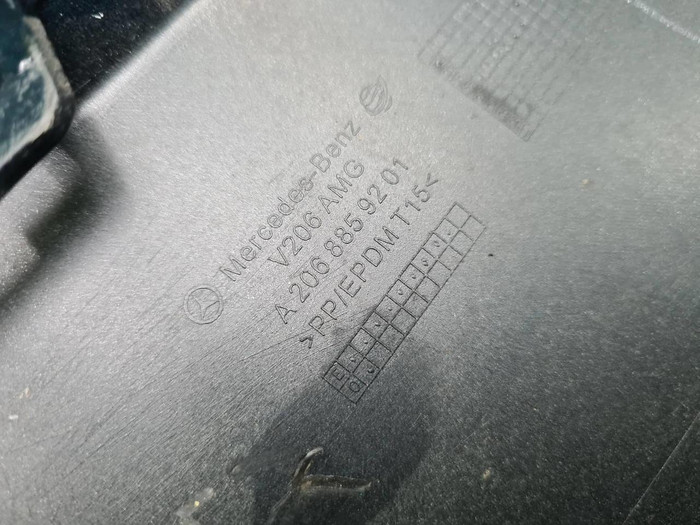 Mercedes-Benz
V206 AMG
A 206 885 92 01
>PP/EPDM T15<